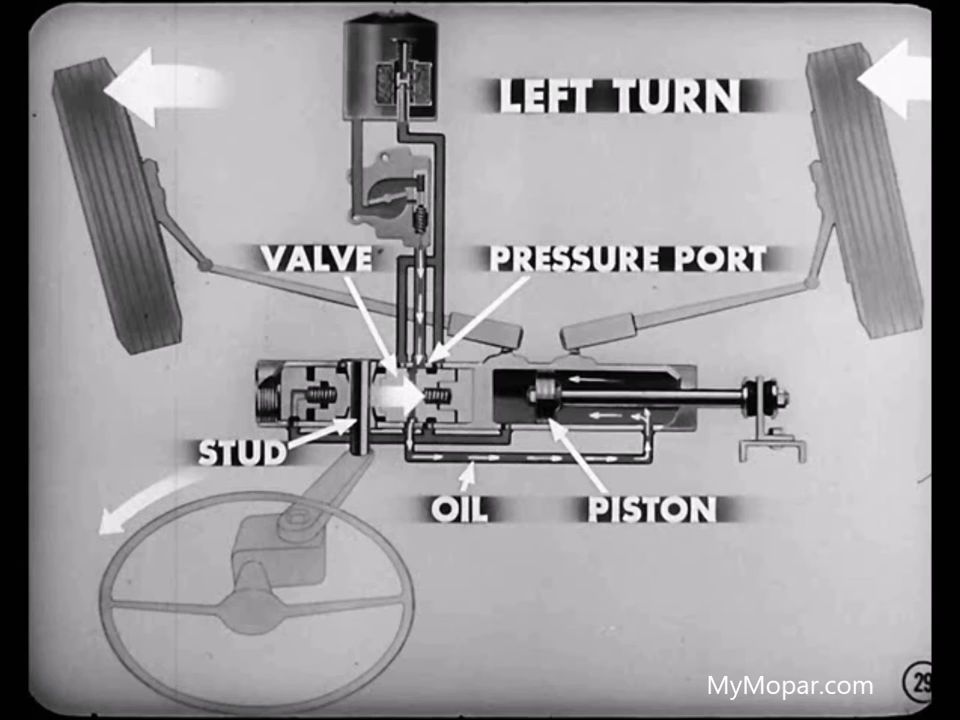 LEFT TURN
VALVE
PRESSURE PORT
STUD
OIL
PISTON
MyMopar.com
29